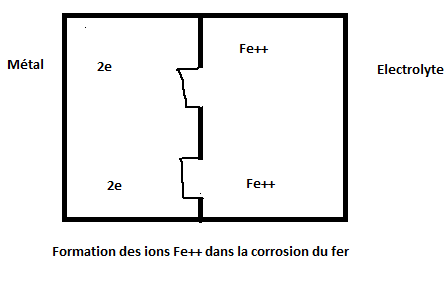 Métal
2e
Fe++
Electrolyte
2e
Fe++
Formation des ions Fe++ dans la corrosion du fer